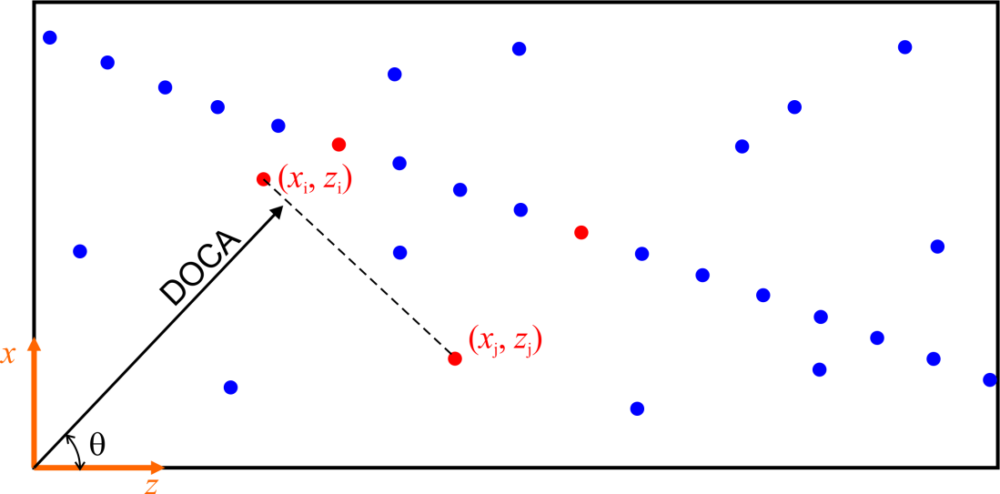 (xi, zi)
DOCA
(xj, zj)
x
θ
z